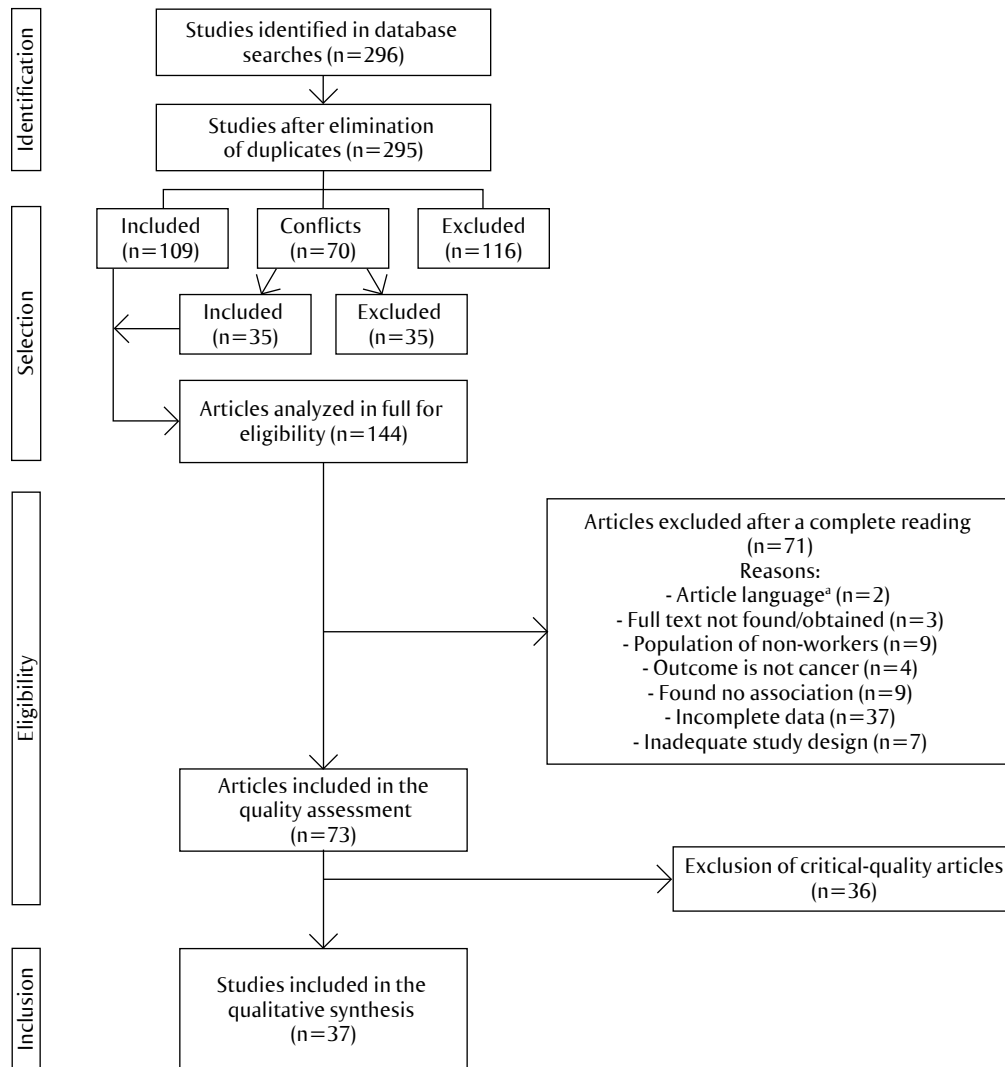 Identification
Studies identified in database
searches (n=296)
Studies after elimination
of duplicates (n=295)
Selection
Included
(n=109)
Conflicts
(n=70)
Excluded
(n=116)
Included
(n=35)
Excluded
(n=35)
Articles analyzed in full for
eligibility (n=144)
Eligibility
Articles excluded after a complete reading
(n=71)
Reasons:
- Article languageᵃ (n=2)
- Full text not found/obtained (n=3)
- Population of non-workers (n=9)
- Outcome is not cancer (n=4)
- Found no association (n=9)
- Incomplete data (n=37)
- Inadequate study design (n=7)
Articles included in the
quality assessment
(n=73)
Exclusion of critical-quality articles
(n=36)
Inclusion
Studies included in the
qualitative synthesis
(n=37)